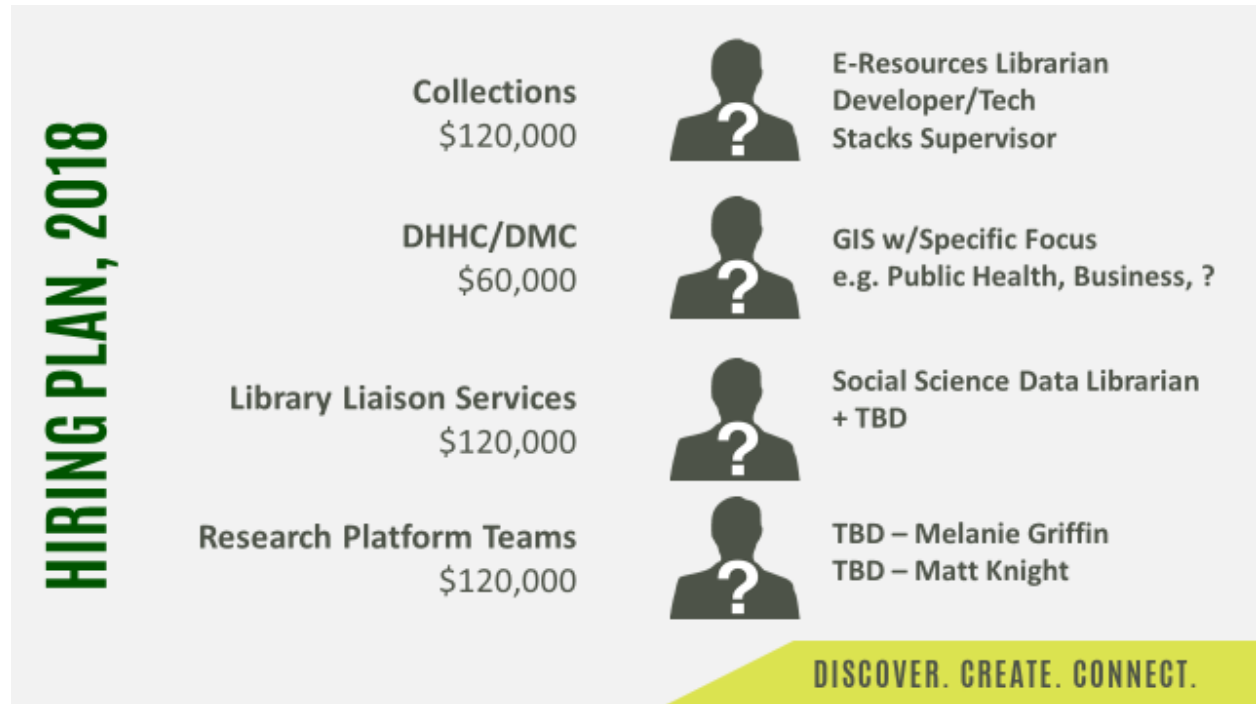 HIRING PLAN, 2018
Collections
$120,000
?
E-Resources Librarian
Developer/Tech
Stacks Supervisor
DHHC/DMC
$60,000
?
GIS w/Specific Focus
e.g. Public Health, Business, ?
Library Liaison Services
$120,000
?
Social Science Data Librarian
+ TBD
Research Platform Teams
$120,000
?
TBD – Melanie Griffin
TBD – Matt Knight
DISCOVER. CREATE. CONNECT.